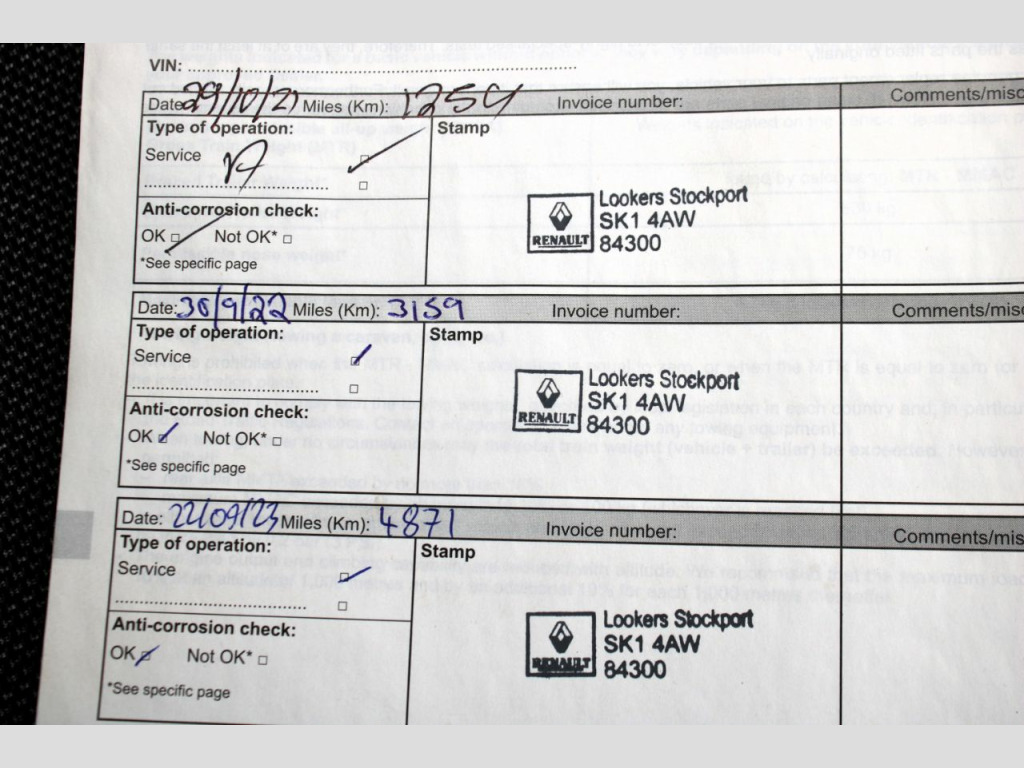 VIN:
Date: 29/10/21 Miles (Km): 1254 Invoice number: Comments/misc
Type of operation: Stamp
Service
Lookers Stockport
SK1 4AW
RENAULT 84300
Anti-corrosion check:
OK Not OK*
*See specific page
Date: 30/9/22 Miles (Km): 3159 Invoice number: Comments/misc
Type of operation: Stamp
Service
Lookers Stockport
SK1 4AW
RENAULT 84300
Anti-corrosion check:
OK Not OK*
*See specific page
Date: 22/09/23 Miles (Km): 4871 Invoice number: Comments/mis
Type of operation: Stamp
Service
Lookers Stockport
SK1 4AW
RENAULT 84300
Anti-corrosion check:
OK Not OK*
*See specific page